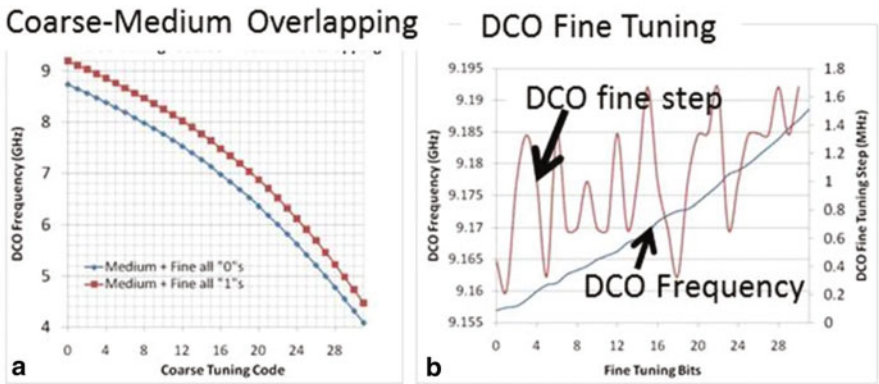 Coarse-Medium Overlapping
DCO Frequency (GHz)
9
8
7
6
5
4
Medium + Fine all "0"s
Medium + Fine all "1"s
0 4 8 12 16 20 24 28
Coarse Tuning Code
a
DCO Fine Tuning
DCO Frequency (GHz)
9.195
9.19
9.185
9.18
9.175
9.17
9.165
9.16
9.155
DCO fine step
DCO Frequency
1.8
1.6
1.4
1.2
1
0.8
0.6
0.4
0.2
0
DCO Fine Tuning Step (MHz)
0 4 8 12 16 20 24 28
Fine Tuning Bits
b